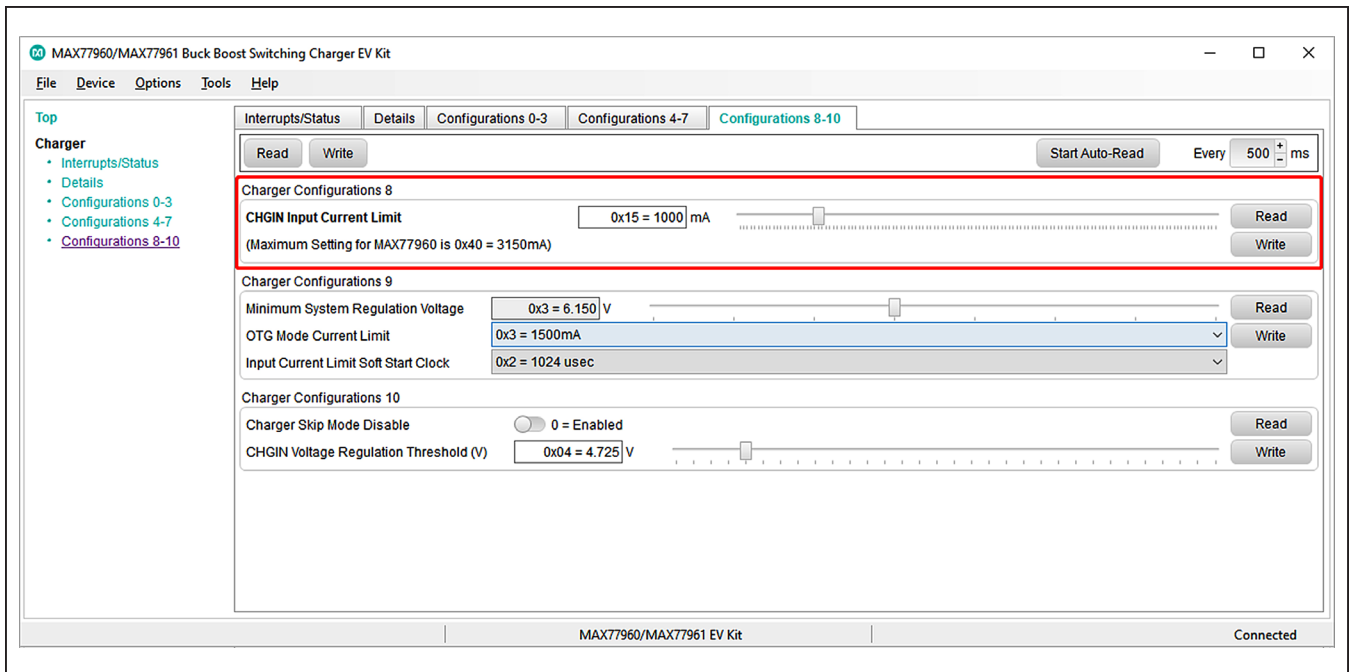 MAX77960/MAX77961 Buck Boost Switching Charger EV Kit
File Device Options Tools Help
Top
Charger
• Interrupts/Status
• Details
• Configurations 0-3
• Configurations 4-7
• Configurations 8-10
Interrupts/Status Details Configurations 0-3 Configurations 4-7 Configurations 8-10
Read Write Start Auto-Read Every 500 + - ms
Charger Configurations 8
CHGIN Input Current Limit 0x15 = 1000 mA Read
(Maximum Setting for MAX77960 is 0x40 = 3150mA) Write
Charger Configurations 9
Minimum System Regulation Voltage 0x3 = 6.150 V Read
OTG Mode Current Limit 0x3 = 1500mA Write
Input Current Limit Soft Start Clock 0x2 = 1024 usec
Charger Configurations 10
Charger Skip Mode Disable 0 = Enabled Read
CHGIN Voltage Regulation Threshold (V) 0x04 = 4.725 V Write
MAX77960/MAX77961 EV Kit Connected